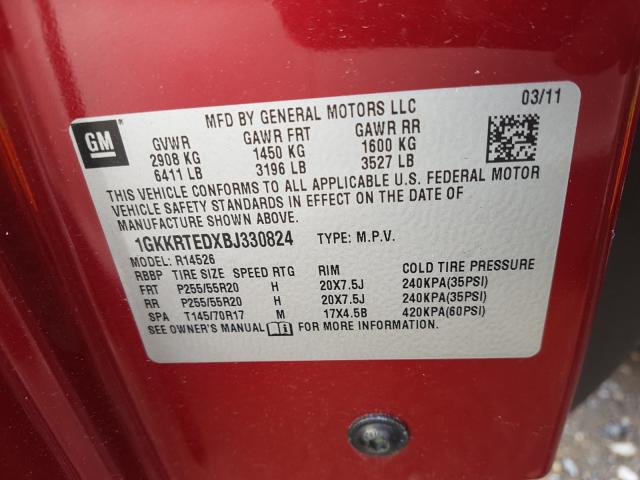 MFD BY GENERAL MOTORS LLC 03/11
GM GVWR GAWR FRT GAWR RR
2908 KG 1450 KG 1600 KG
6411 LB 3196 LB 3527 LB
THIS VEHICLE CONFORMS TO ALL APPLICABLE U.S. FEDERAL MOTOR
VEHICLE SAFETY STANDARDS IN EFFECT ON THE DATE OF
MANUFACTURE SHOWN ABOVE.
1GKKRTEDXBJ330824 TYPE: M.P.V.
MODEL: R14526
RBBP TIRE SIZE SPEED RTG RIM COLD TIRE PRESSURE
FRT P255/55R20 H 20X7.5J 240KPA(35PSI)
RR P255/55R20 H 20X7.5J 240KPA(35PSI)
SPA T145/70R17 M 17X4.5B 420KPA(60PSI)
SEE OWNER'S MANUAL FOR MORE INFORMATION.